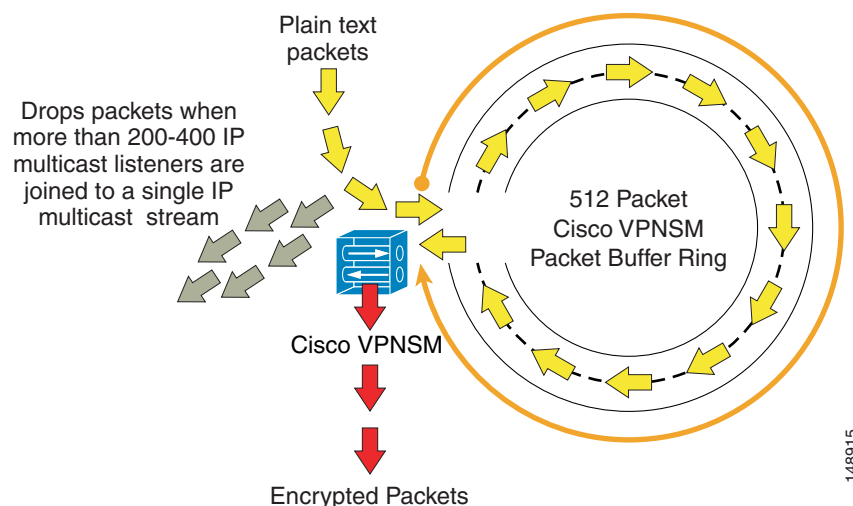 Plain text
packets
Drops packets when
more than 200-400 IP
multicast listeners are
joined to a single IP
multicast stream
512 Packet
Cisco VPNSM
Packet Buffer Ring
Cisco VPNSM
Encrypted Packets
148915